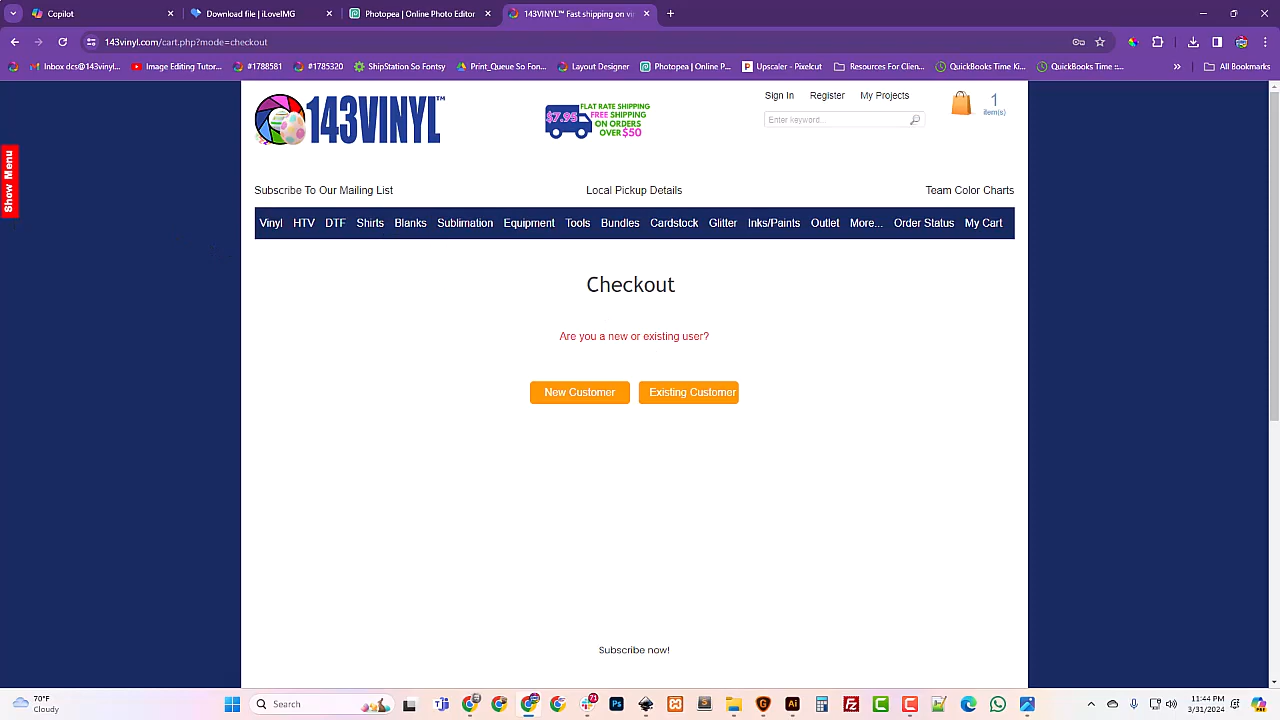 Copilot
Download file | iLoveIMG
Photopea | Online Photo Editor
143VINYL™ Fast shipping on vi
143vinyl.com/cart.php?mode=checkout
Inbox dcs@143vinyl...
Image Editing Tutor...
#1788581
#1785320
ShipStation So Fontsy
Print_Queue So Fon...
Layout Designer
Photopea | Online P...
Upscaler - Pixelcut
Resources For Clien...
QuickBooks Time Ki...
QuickBooks Time ::...
All Bookmarks
Show Menu
143VINYL™
$7.95
FLAT RATE SHIPPING
FREE SHIPPING
ON ORDERS
OVER $50
Sign In Register My Projects
Enter keyword...
1
item(s)
Subscribe To Our Mailing List
Local Pickup Details
Team Color Charts
Vinyl HTV DTF Shirts Blanks Sublimation Equipment Tools Bundles Cardstock Glitter Inks/Paints Outlet More... Order Status My Cart
Checkout
Are you a new or existing user?
New Customer Existing Customer
Subscribe now!
70°F
Cloudy
Search
11:44 PM
3/31/2024